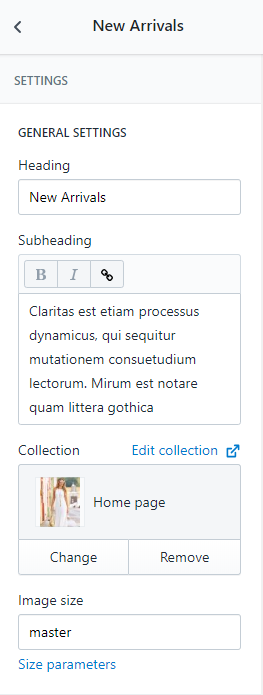 New Arrivals
SETTINGS
GENERAL SETTINGS
Heading
New Arrivals
Subheading
B I
Claritas est etiam processus
dynamicus, qui sequitur
mutationem consuetudium
lectorum. Mirum est notare
quam littera gothica
Collection Edit collection
Home page
Change Remove
Image size
master
Size parameters